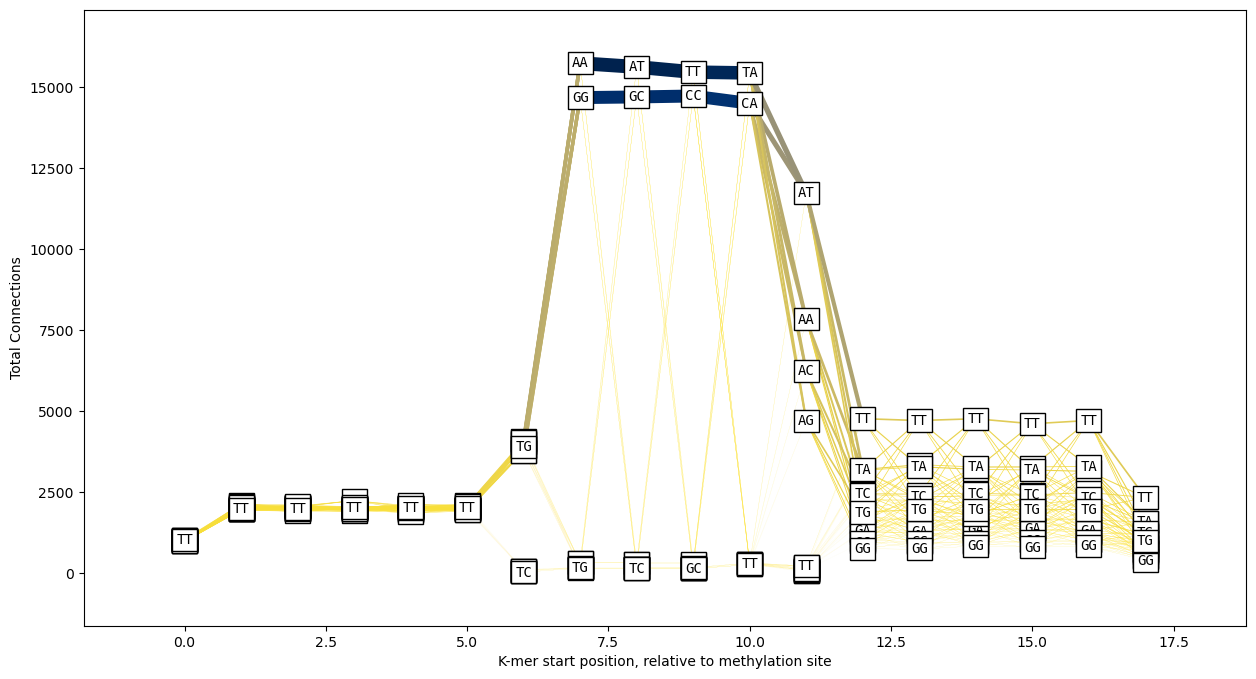 15000
12500
10000
7500
5000
2500
0
Total Connections
AA AT TT TA
GG GC CC CA
AT
AA
AC
AG
TG
TT TT TT TT TT TT
TC TG TC GC TT TT
TT TT TT TT TT
TA TA TA TA TA
TC TC TC TC TC
TG TG TG TG TG
GA GA GA GA GA
GG GG GG GG GG
TT
TA
TG
GG
0.0 2.5 5.0 7.5 10.0 12.5 15.0 17.5
K-mer start position, relative to methylation site